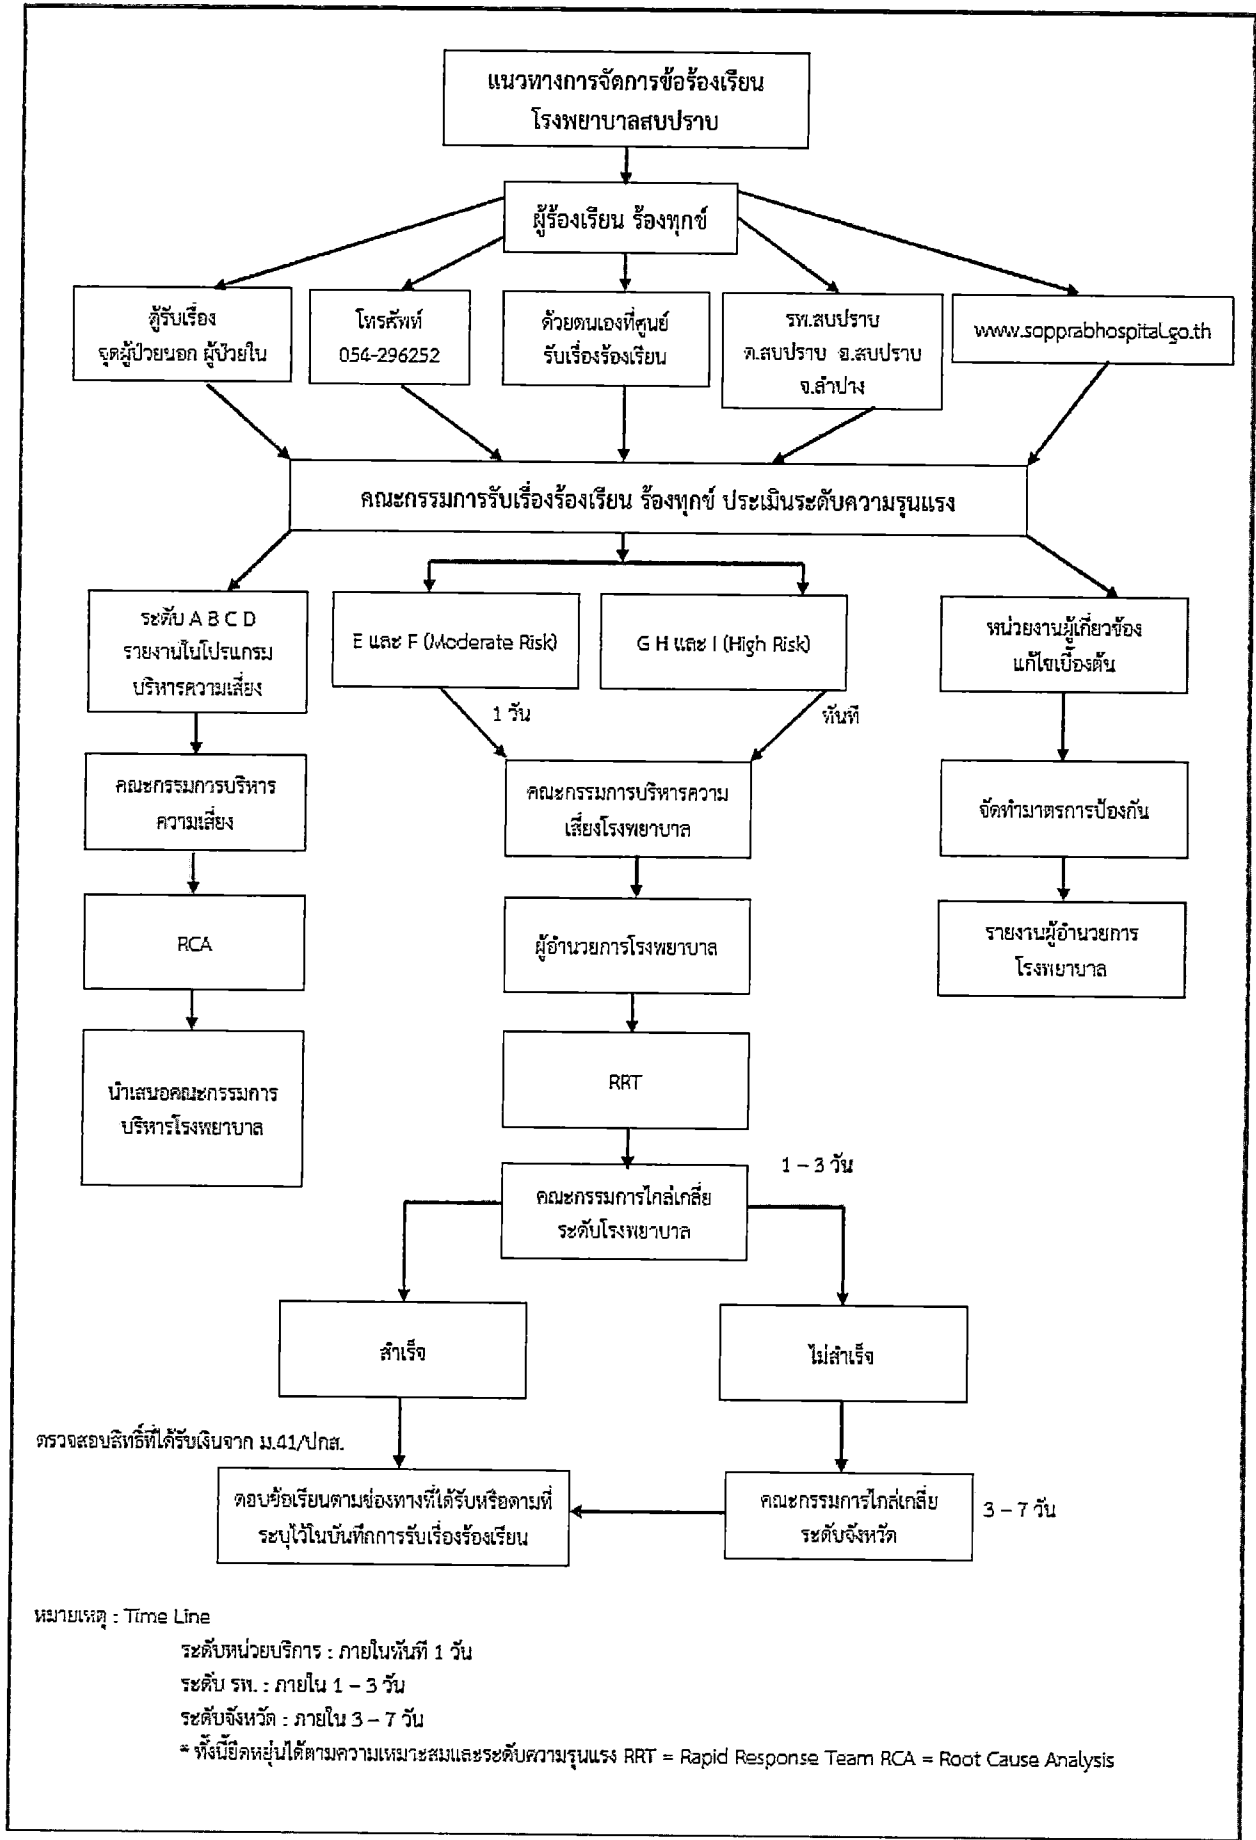 แนวทางการจัดการข้อร้องเรียน
โรงพยาบาลสบปราบ
ผู้ร้องเรียน ร้องทุกข์
ตู้รับเรื่อง
จุดผู้ป่วยนอก ผู้ป่วยใน
โทรศัพท์
054-296252
ด้วยตนเองที่ศูนย์
รับเรื่องร้องเรียน
รพ.สบปราบ
ต.สบปราบ อ.สบปราบ
จ.ลำปาง
www.sopprabhospital.go.th
คณะกรรมการรับเรื่องร้องเรียน ร้องทุกข์ ประเมินระดับความรุนแรง
ระดับ A B C D
รายงานในโปรแกรม
บริหารความเสี่ยง
E และ F (Moderate Risk)
G H และ I (High Risk)
หน่วยงานผู้เกี่ยวข้อง
แก้ไขเบื้องต้น
1 วัน
ทันที
คณะกรรมการบริหาร
ความเสี่ยง
คณะกรรมการบริหารความ
เสี่ยงโรงพยาบาล
จัดทำมาตรการป้องกัน
RCA
ผู้อำนวยการโรงพยาบาล
รายงานผู้อำนวยการ
โรงพยาบาล
นำเสนอคณะกรรมการ
บริหารโรงพยาบาล
RRT
1 – 3 วัน
คณะกรรมการไกล่เกลี่ย
ระดับโรงพยาบาล
สำเร็จ
ไม่สำเร็จ
ตรวจสอบสิทธิ์ที่ได้รับเงินจาก ม.41/ปกส.
ตอบข้อเรียนตามช่องทางที่ได้รับหรือตามที่
ระบุไว้ในบันทึกการรับเรื่องร้องเรียน
คณะกรรมการไกล่เกลี่ย
ระดับจังหวัด
3 – 7 วัน
หมายเหตุ : Time Line
ระดับหน่วยบริการ : ภายในทันที 1 วัน
ระดับ รพ. : ภายใน 1 – 3 วัน
ระดับจังหวัด : ภายใน 3 – 7 วัน
* ทั้งนี้ยืดหยุ่นได้ตามความเหมาะสมและระดับความรุนแรง RRT = Rapid Response Team RCA = Root Cause Analysis